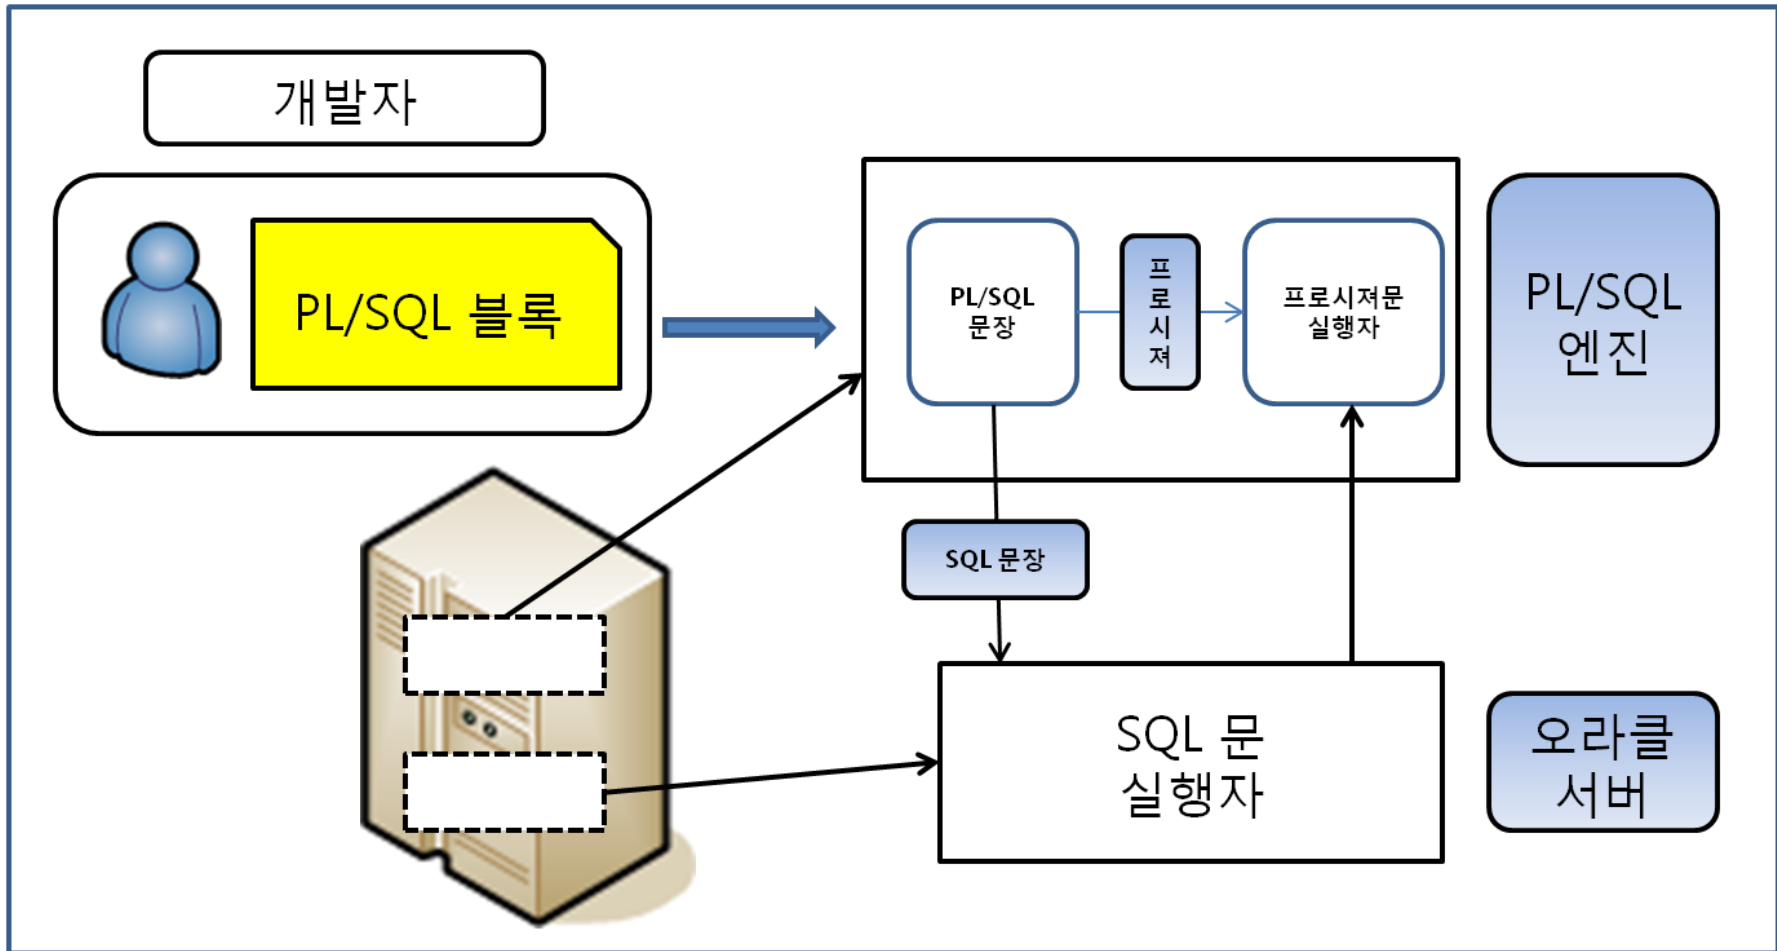 개발자
PL/SQL 블록
PL/SQL
문장
프
로
시
져
프로시져문
실행자
PL/SQL
엔진
SQL 문장
SQL 문
실행자
오라클
서버